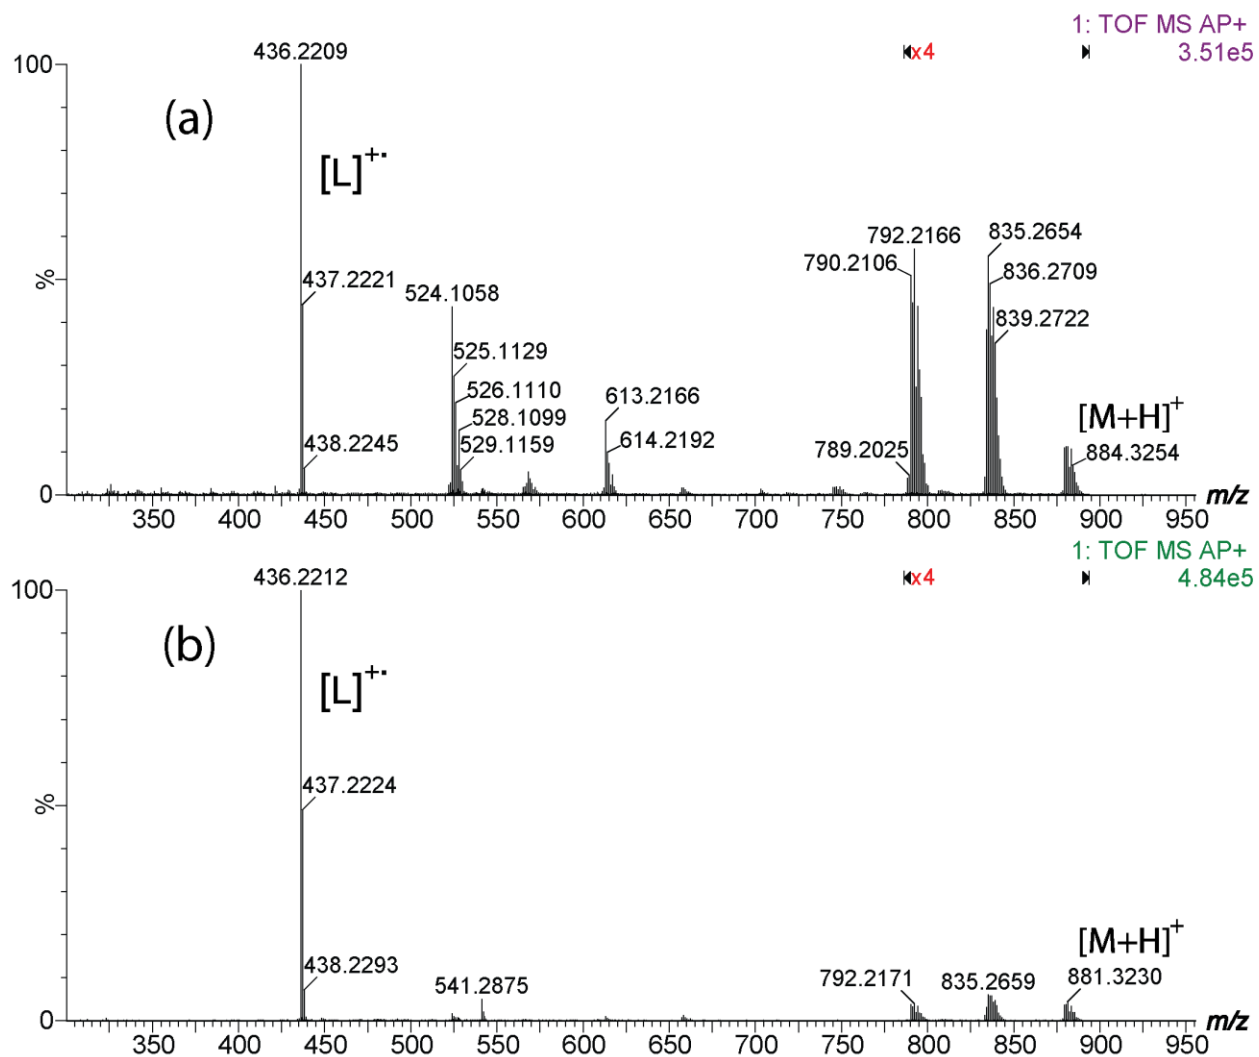 1: TOF MS AP+
3.51e5
x4
100
436.2209
(a)
[L]+•
437.2221
438.2245
%
524.1058
525.1129
526.1110
528.1099
529.1159
613.2166
614.2192
792.2166
790.2106
789.2025
835.2654
836.2709
839.2722
[M+H]+
884.3254
0
m/z
350 400 450 500 550 600 650 700 750 800 850 900 950
1: TOF MS AP+
4.84e5
x4
100
436.2212
(b)
[L]+•
437.2224
438.2293
%
541.2875
792.2171
835.2659
[M+H]+
881.3230
0
m/z
350 400 450 500 550 600 650 700 750 800 850 900 950